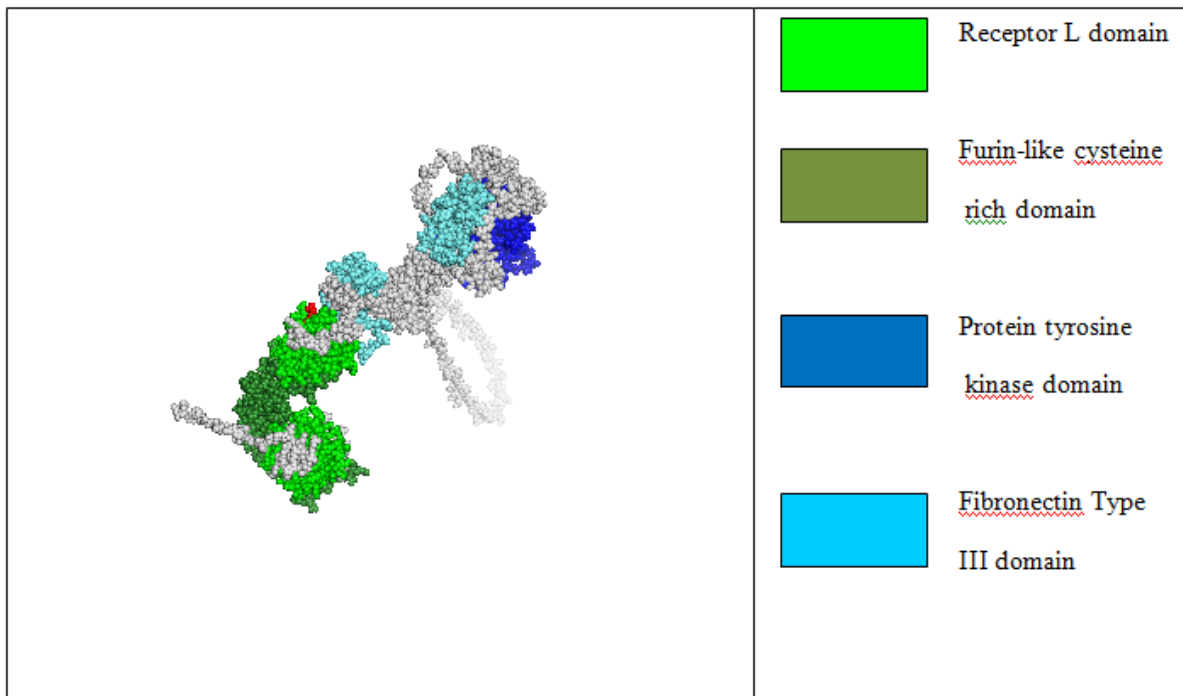 Receptor L domain
Furin-like cysteine
rich domain
Protein tyrosine
kinase domain
Fibronectin Type
III domain